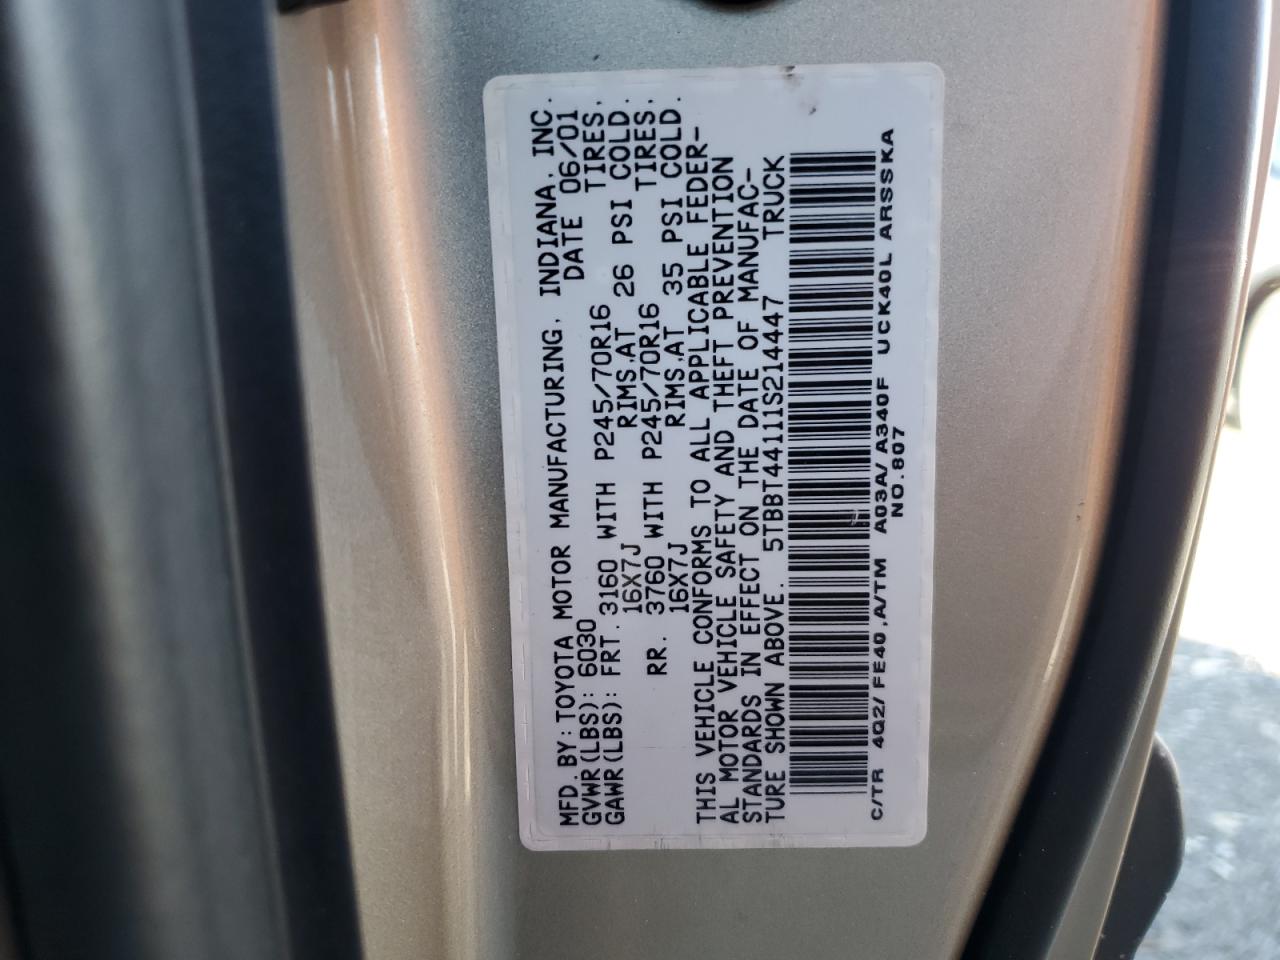 MFD. BY: TOYOTA MOTOR MANUFACTURING, INDIANA, INC.
GVWR(LBS): 6030 DATE 06/01
GAWR(LBS): FRT. 3160 WITH P245/70R16 TIRES,
16X7J RIMS,AT 26 PSI COLD.
RR. 3760 WITH P245/70R16 TIRES,
16X7J RIMS,AT 35 PSI COLD.
THIS VEHICLE CONFORMS TO ALL APPLICABLE FEDER-
AL MOTOR VEHICLE SAFETY AND THEFT PREVENTION
STANDARDS IN EFFECT ON THE DATE OF MANUFAC-
TURE SHOWN ABOVE. 5TBBT44111S214447 TRUCK
C/TR 4Q2/FE40,A/TM A03A/A340F UCK40L ARSSKA
NO.807